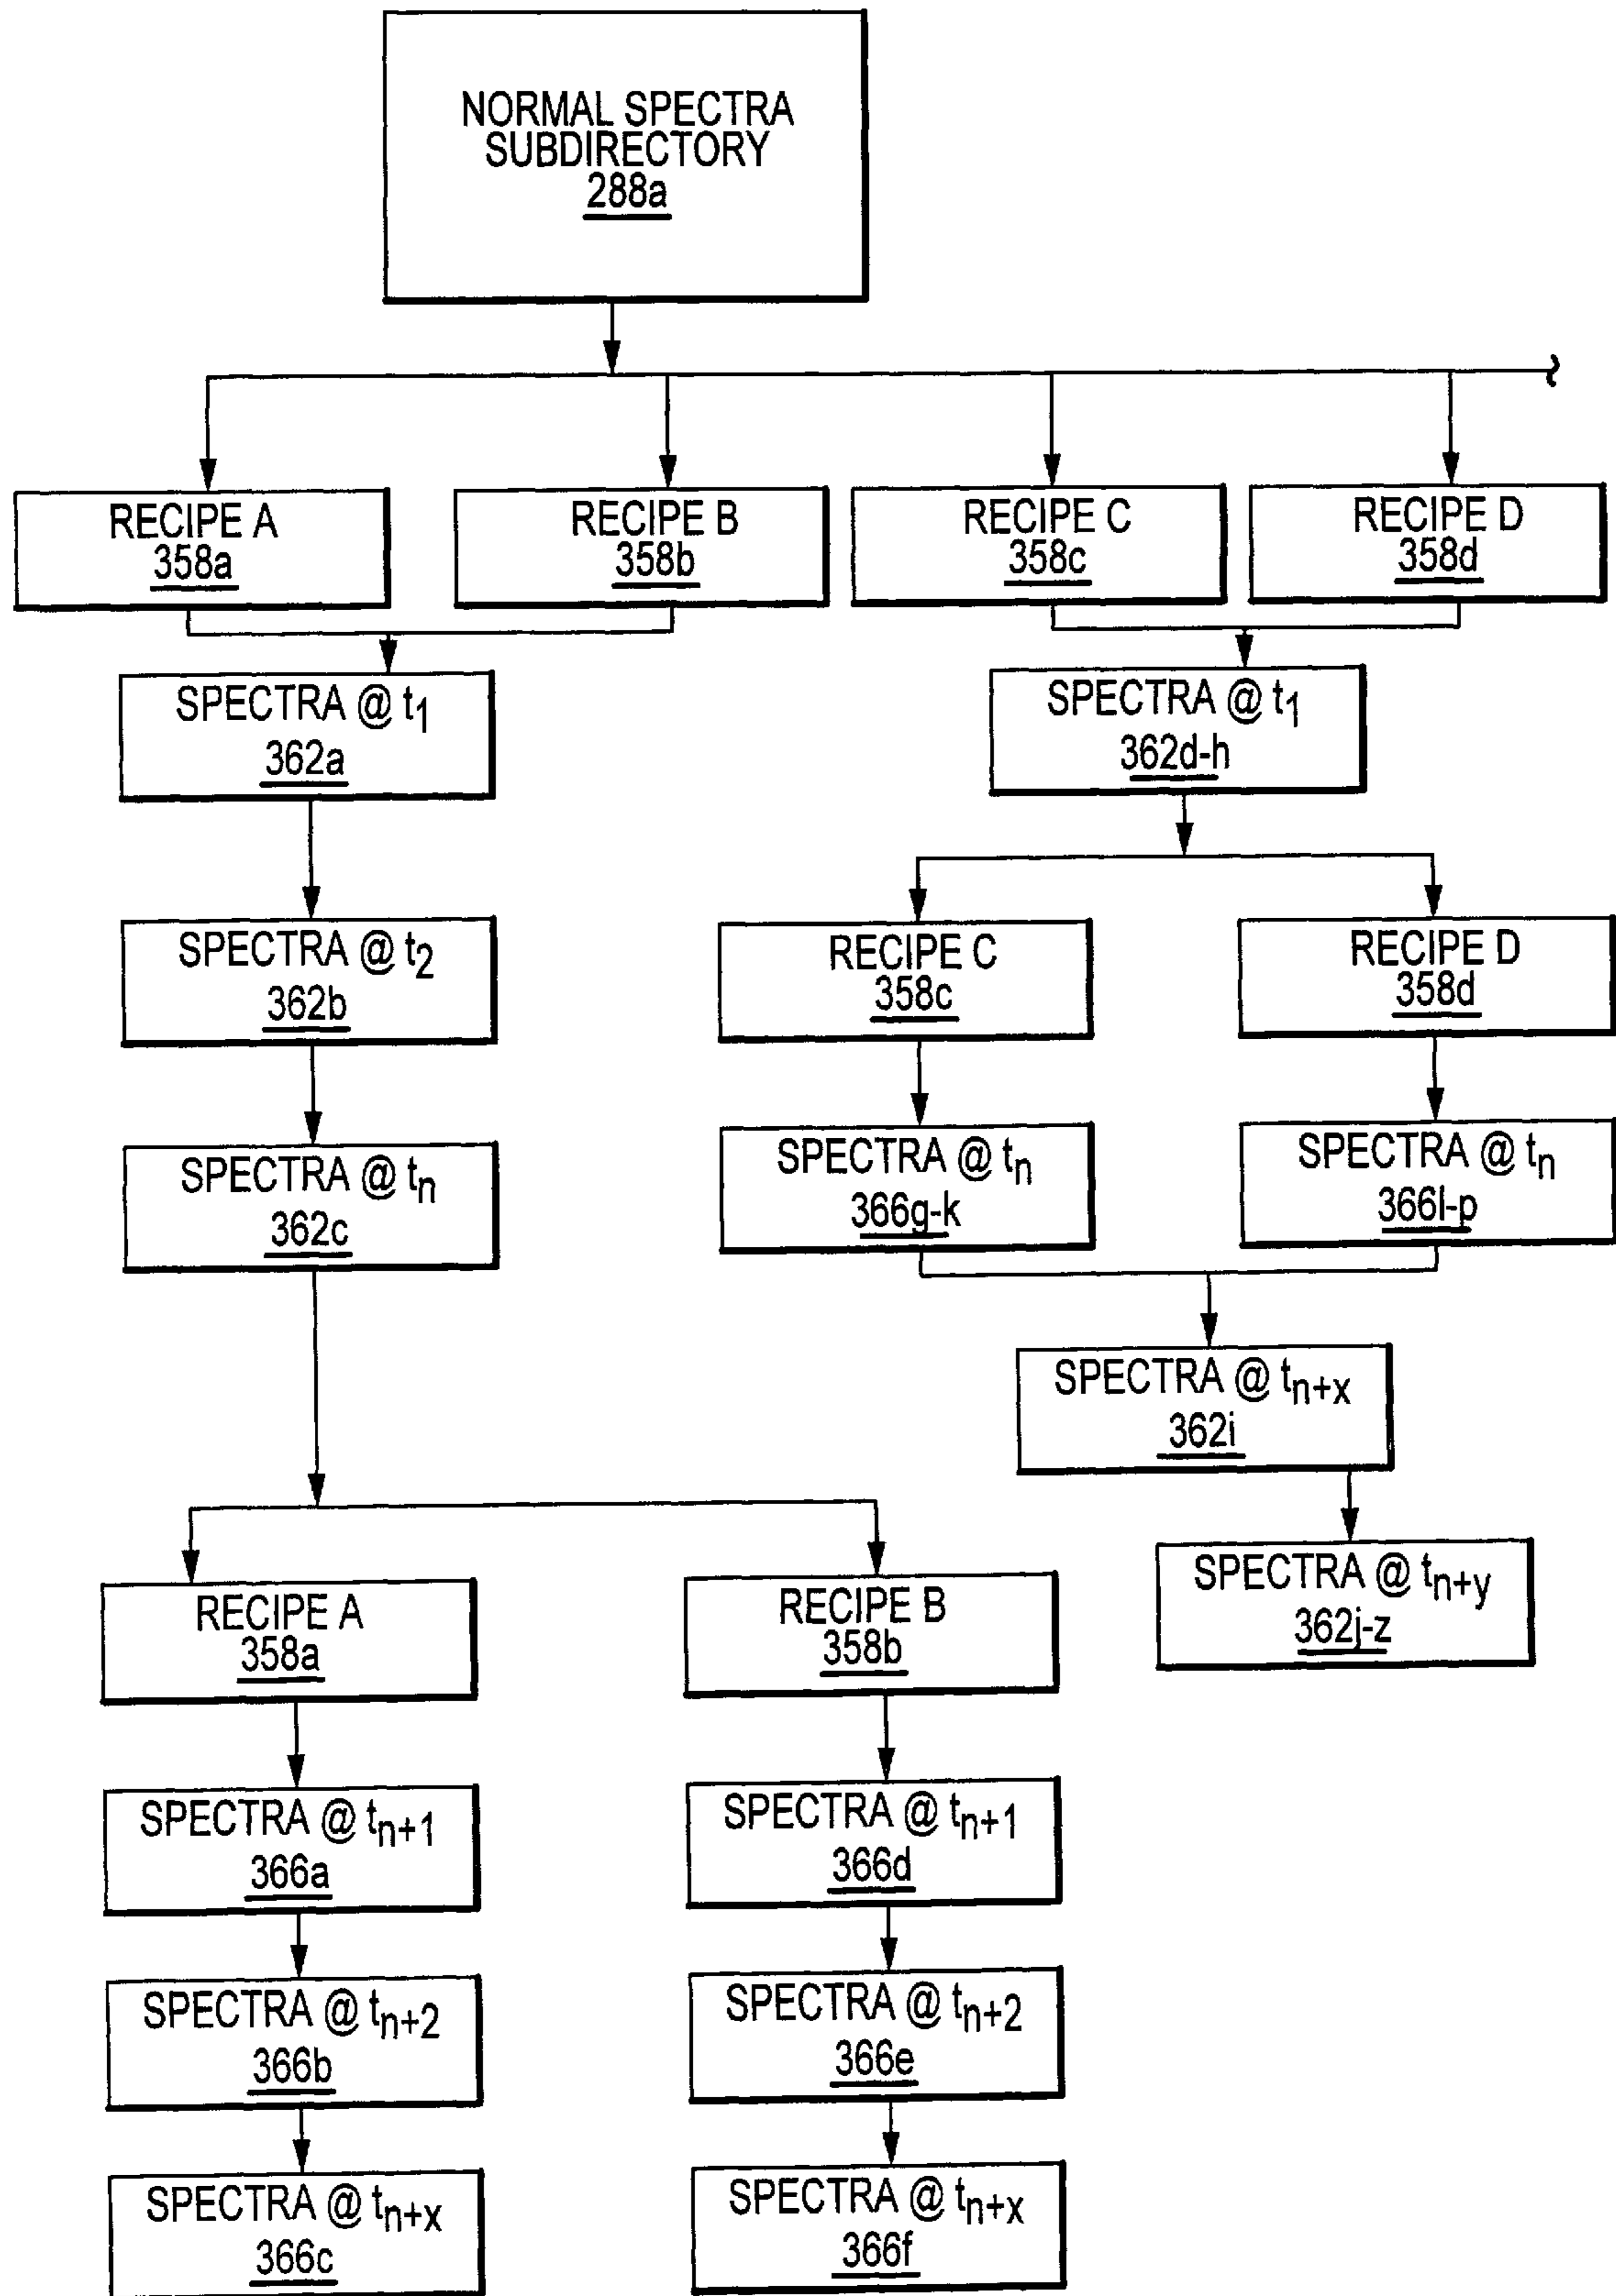 NORMAL SPECTRA
SUBDIRECTORY
288a
RECIPE A
358a
RECIPE B
358b
RECIPE C
358c
RECIPE D
358d
SPECTRA @ t1
362a
SPECTRA @ t1
362d-h
SPECTRA @ t2
362b
RECIPE C
358c
RECIPE D
358d
SPECTRA @ tn
362c
SPECTRA @ tn
366g-k
SPECTRA @ tn
366l-p
SPECTRA @ tn+x
362i
SPECTRA @ tn+y
362j-z
RECIPE A
358a
RECIPE B
358b
SPECTRA @ tn+1
366a
SPECTRA @ tn+1
366d
SPECTRA @ tn+2
366b
SPECTRA @ tn+2
366e
SPECTRA @ tn+x
366c
SPECTRA @ tn+x
366f